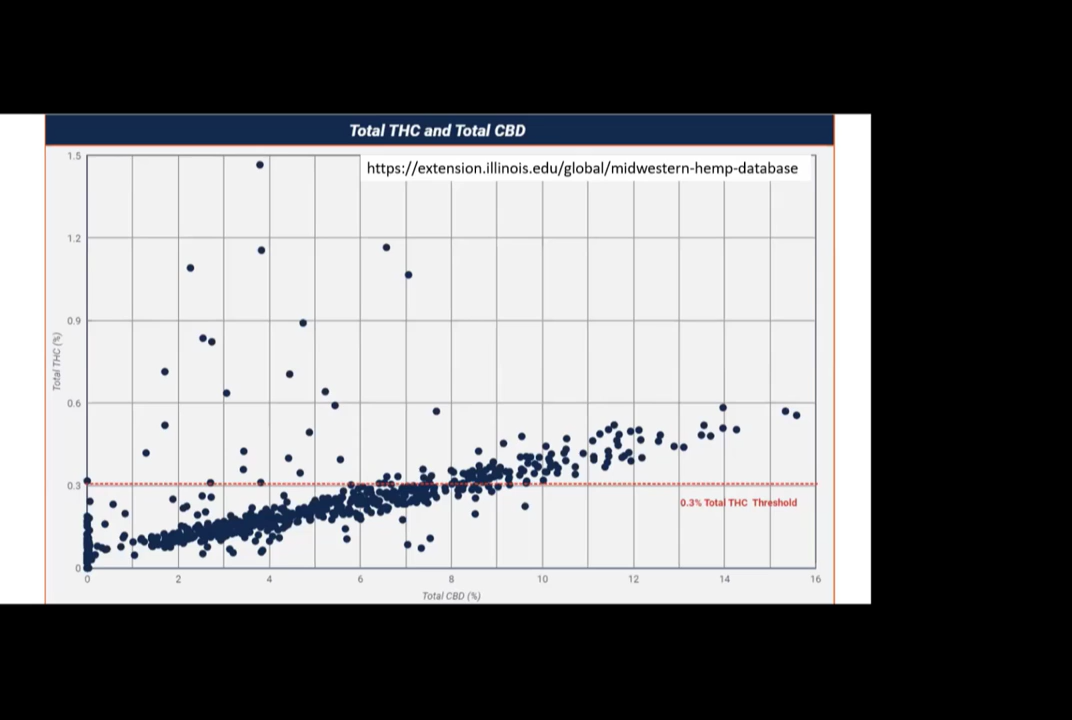 Total THC and Total CBD
https://extension.illinois.edu/global/midwestern-hemp-database
1.5
1.2
0.9
0.6
0.3
0
Total THC (%)
0.3% Total THC Threshold
0 2 4 6 8 10 12 14 16
Total CBD (%)